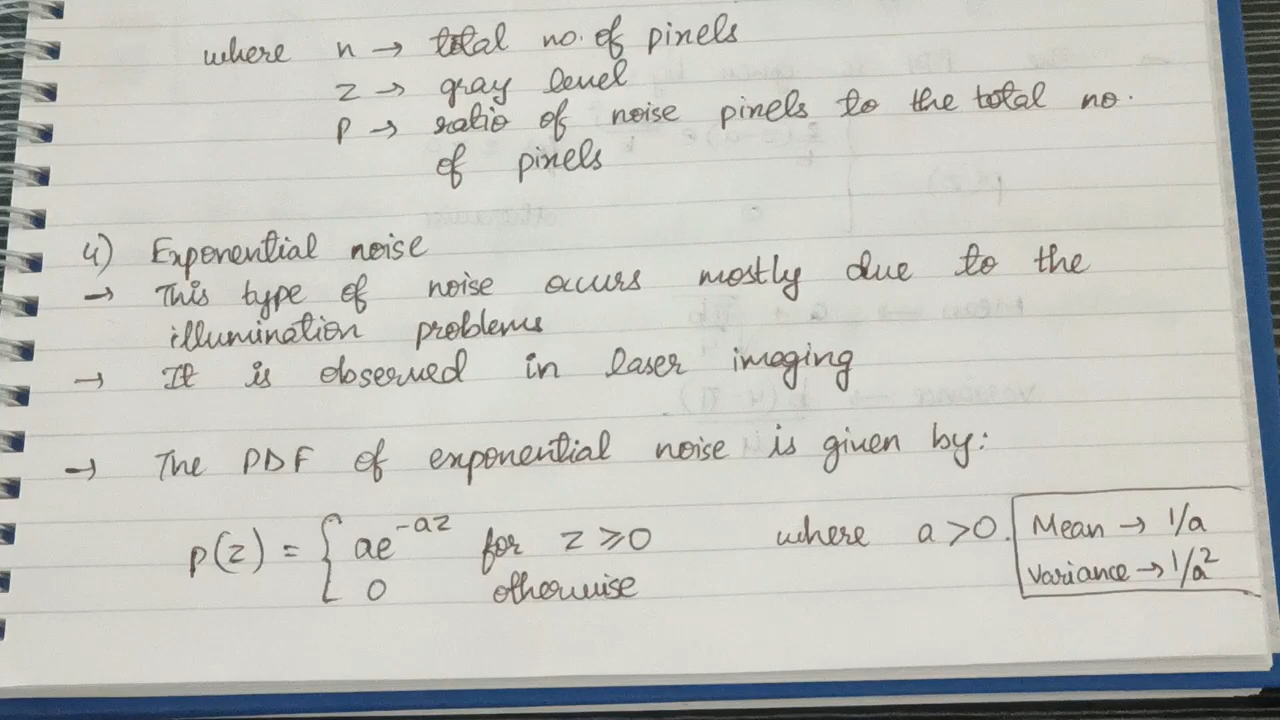 where n → total no. of pixels
z → gray level
P → ratio of noise pixels to the total no.
of pixels
4) Exponential noise
→ This type of noise occurs mostly due to the
illumination problems
→ It is observed in laser imaging
→ The PDF of exponential noise is given by:
p(z) = { ae^-az for z ≥ 0 where a > 0. Mean → 1/a
0 otherwise Variance → 1/a²